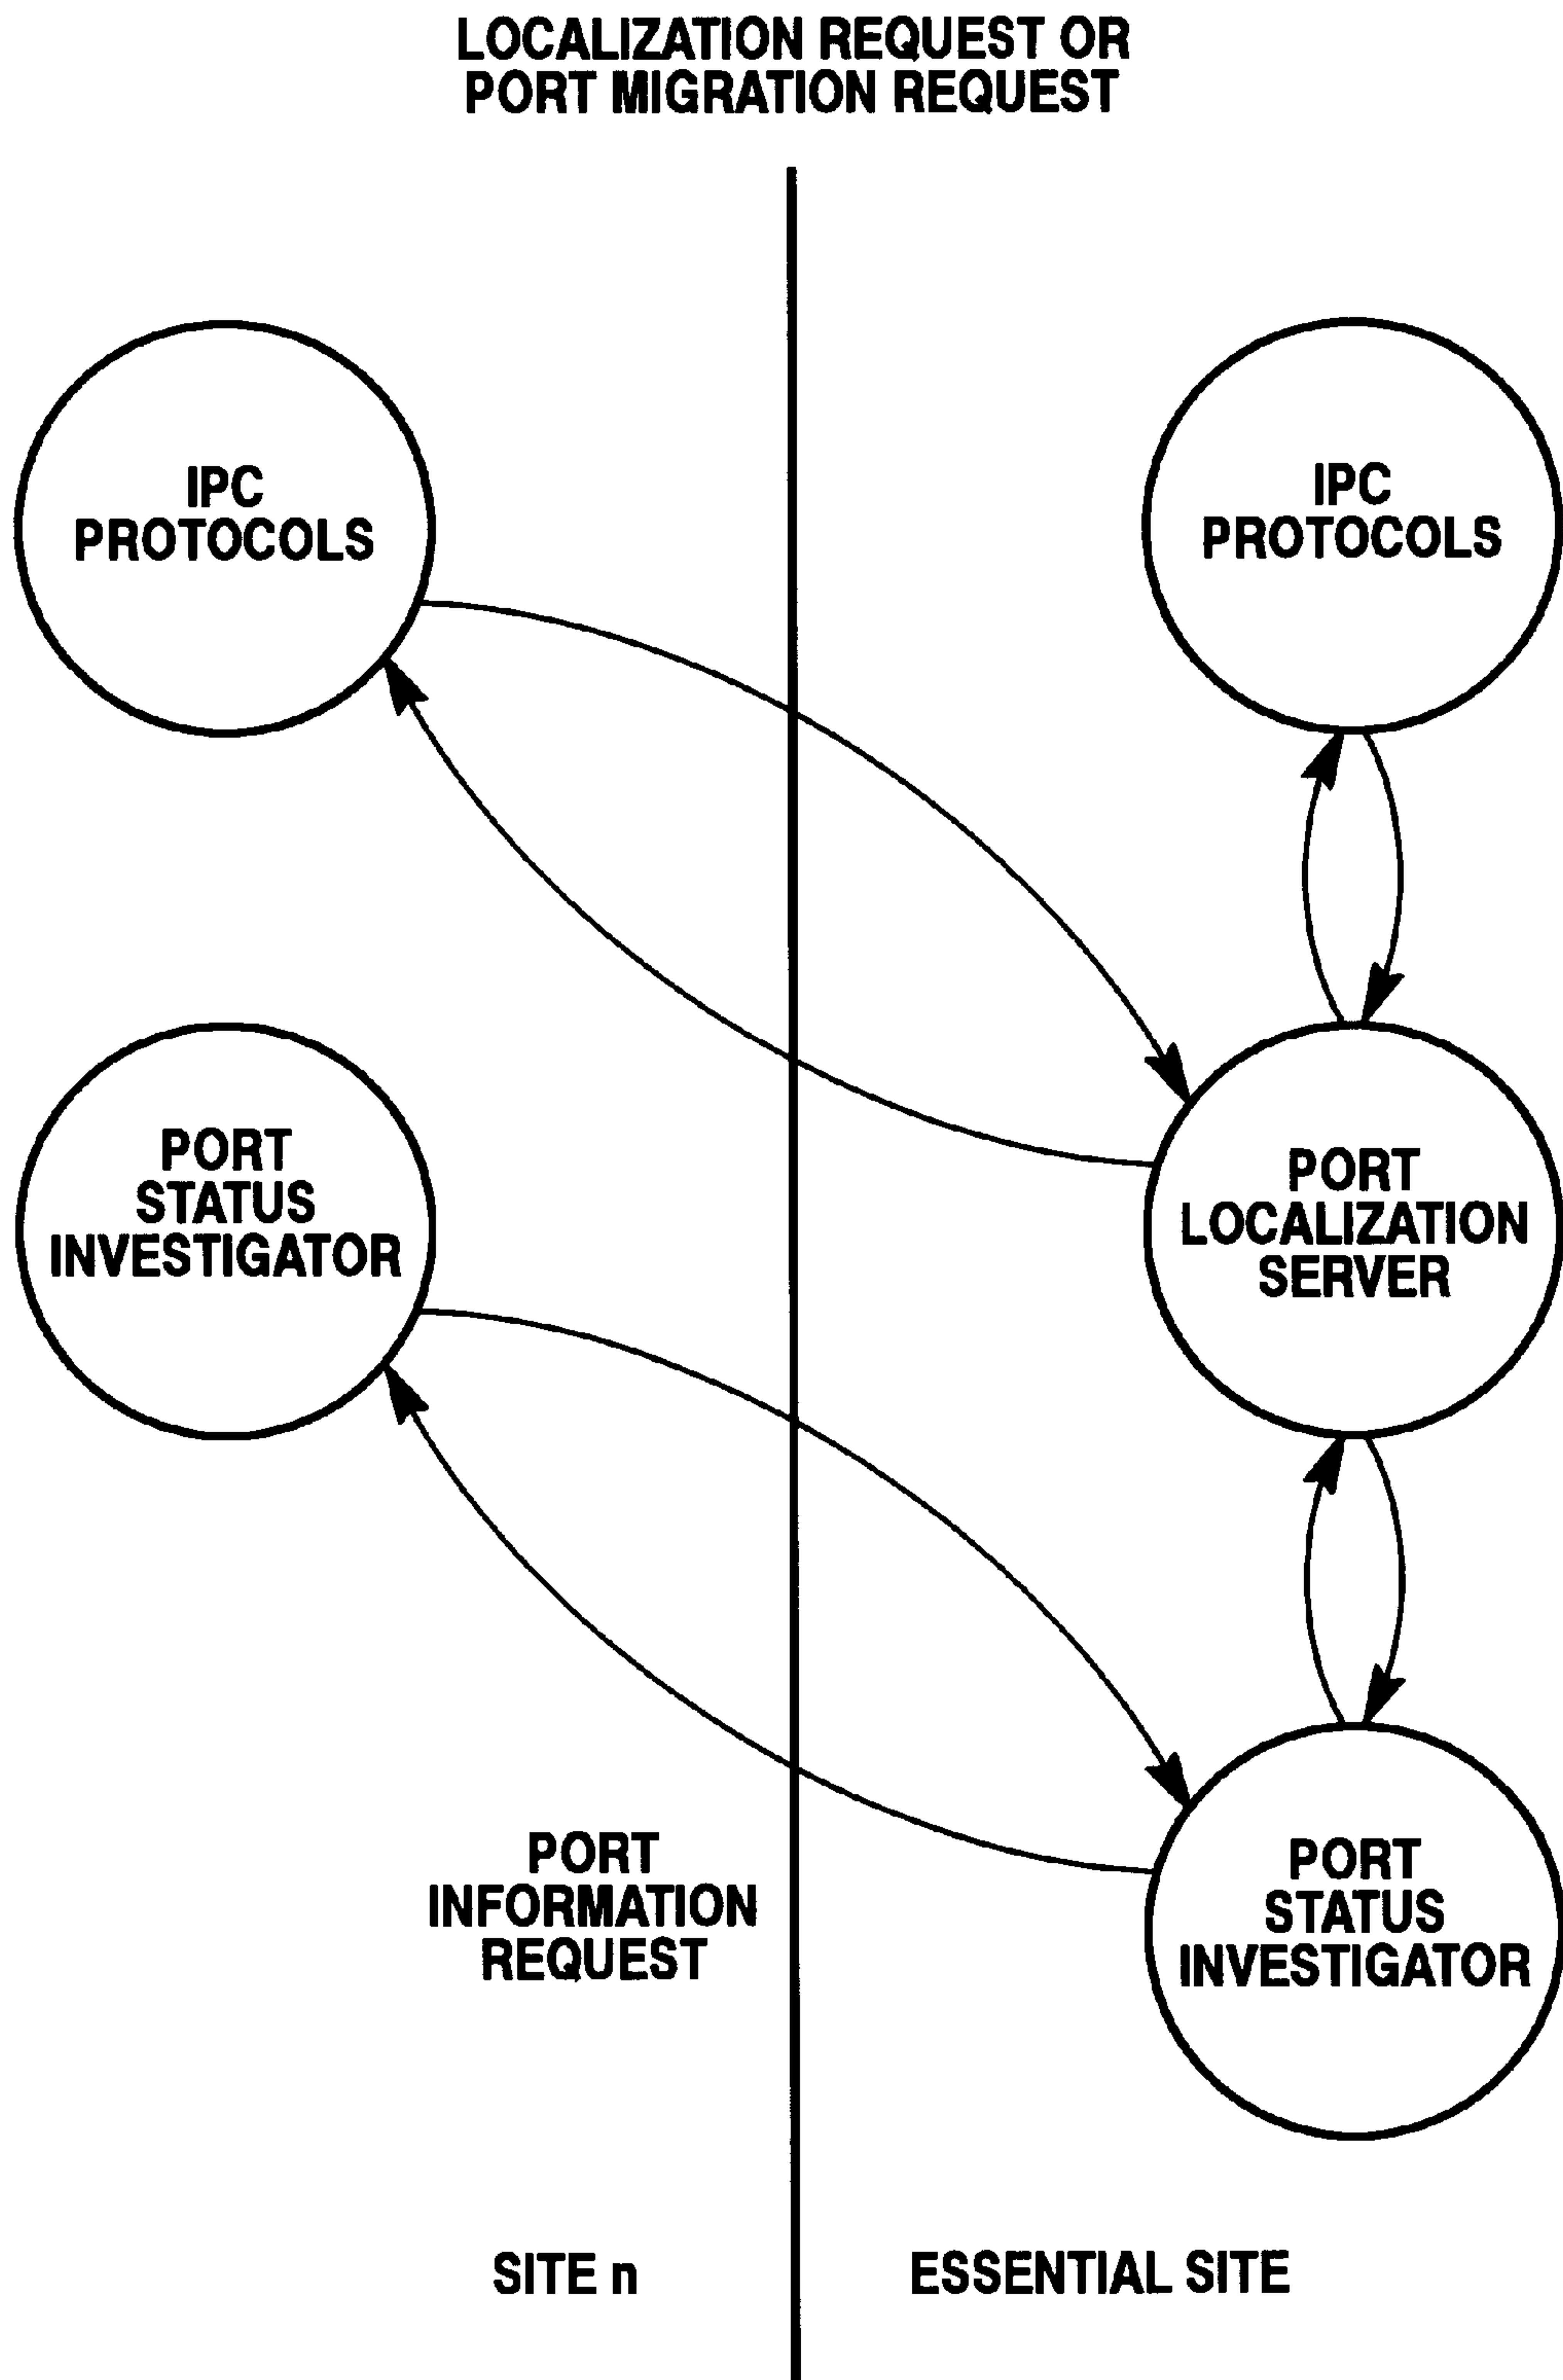 LOCALIZATION REQUEST OR
PORT MIGRATION REQUEST
IPC
PROTOCOLS
IPC
PROTOCOLS
PORT
STATUS
INVESTIGATOR
PORT
LOCALIZATION
SERVER
PORT
INFORMATION
REQUEST
PORT
STATUS
INVESTIGATOR
SITE n
ESSENTIAL SITE